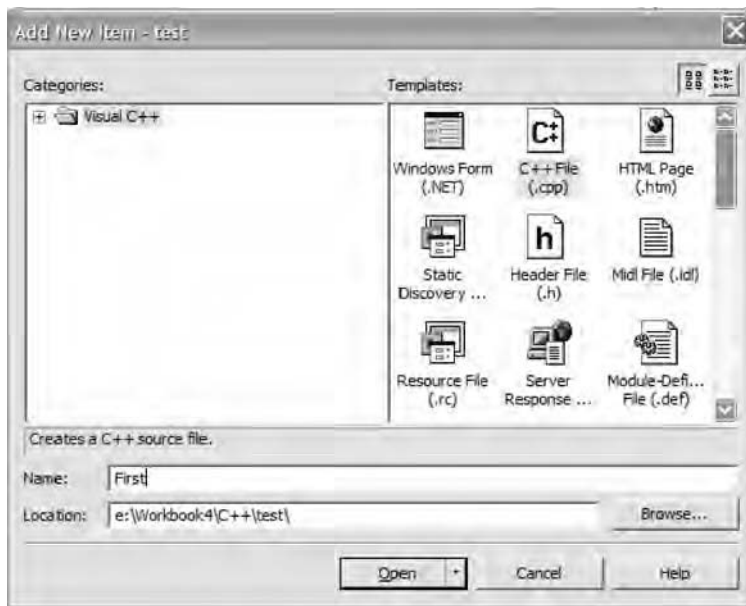 Add New Item - test
Categories:
Templates:
Visual C++
Windows Form
(.NET)
C++ File
(.cpp)
HTML Page
(.htm)
Static
Discovery ...
Header File
(.h)
Midl File (.idl)
Resource File
(.rc)
Server
Response ...
Module-Defi...
File (.def)
Creates a C++ source file.
Name:
First
Location:
e:\Workbook4\C++\test\
Browse...
Open
Cancel
Help